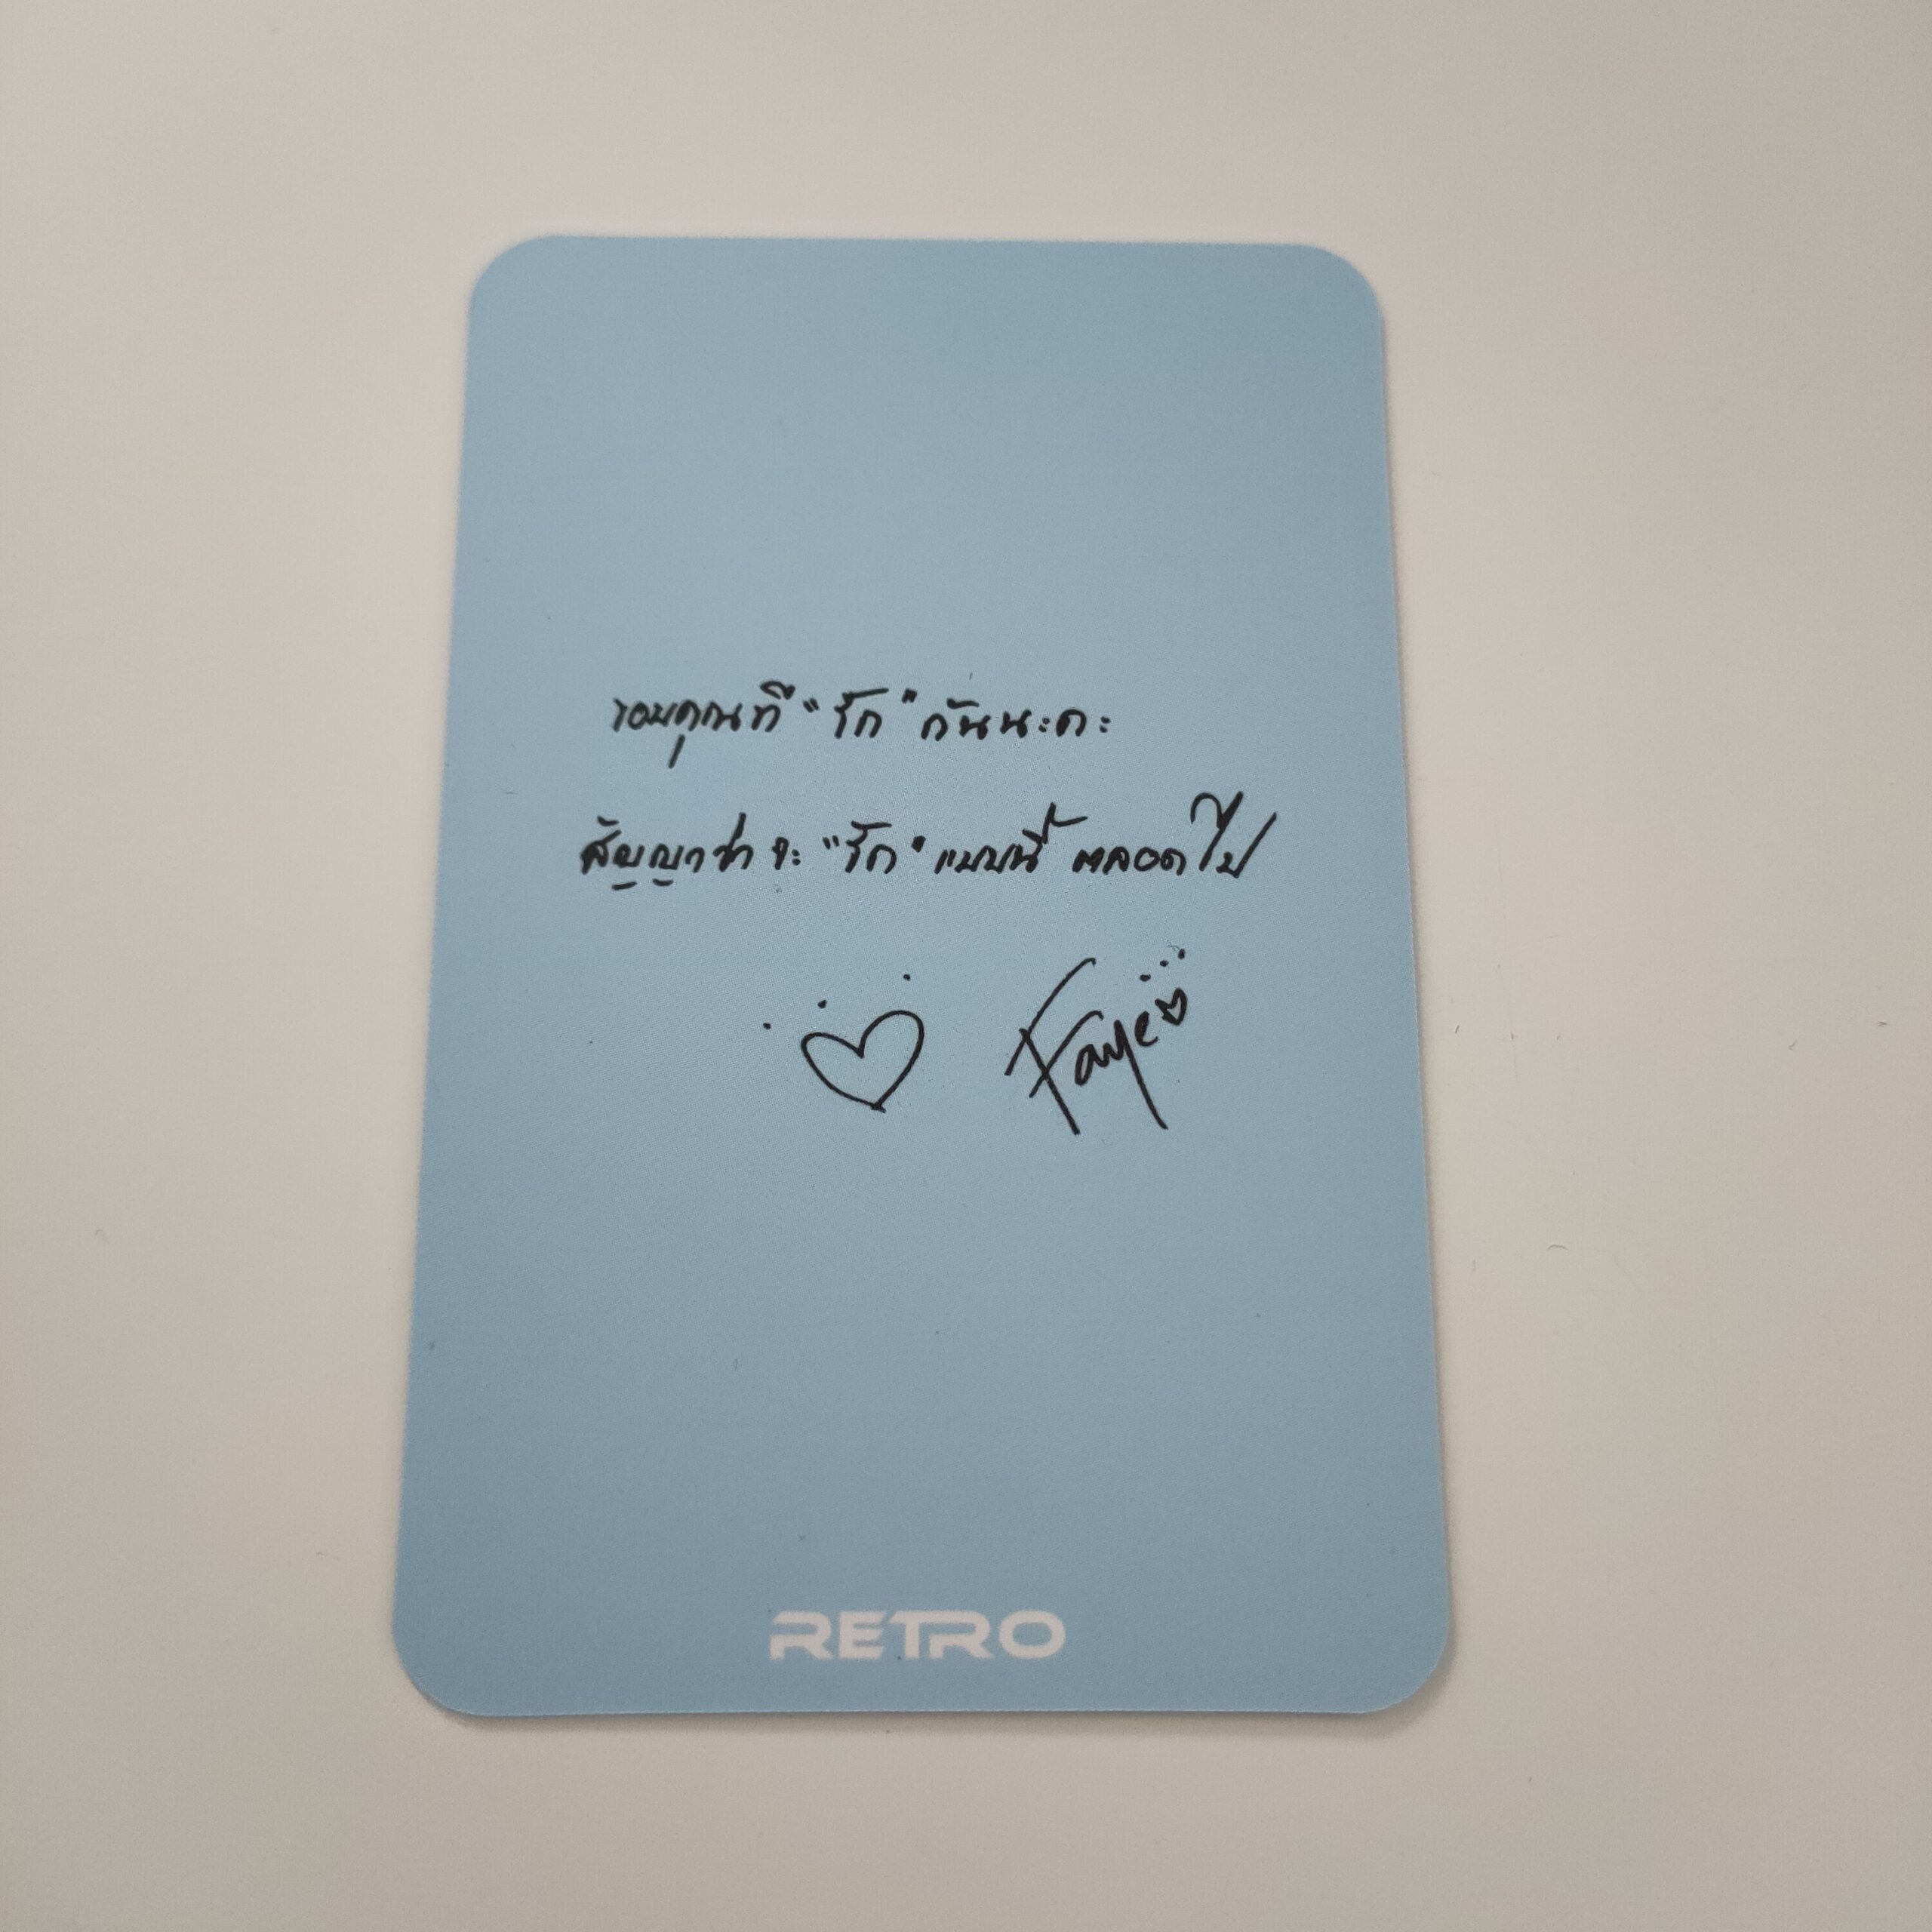 ขอบคุณที่ "รัก" กันนะคะ
สัญญาว่าจะ "รัก" แบบนี้ ตลอดไป
Faye
RETRO